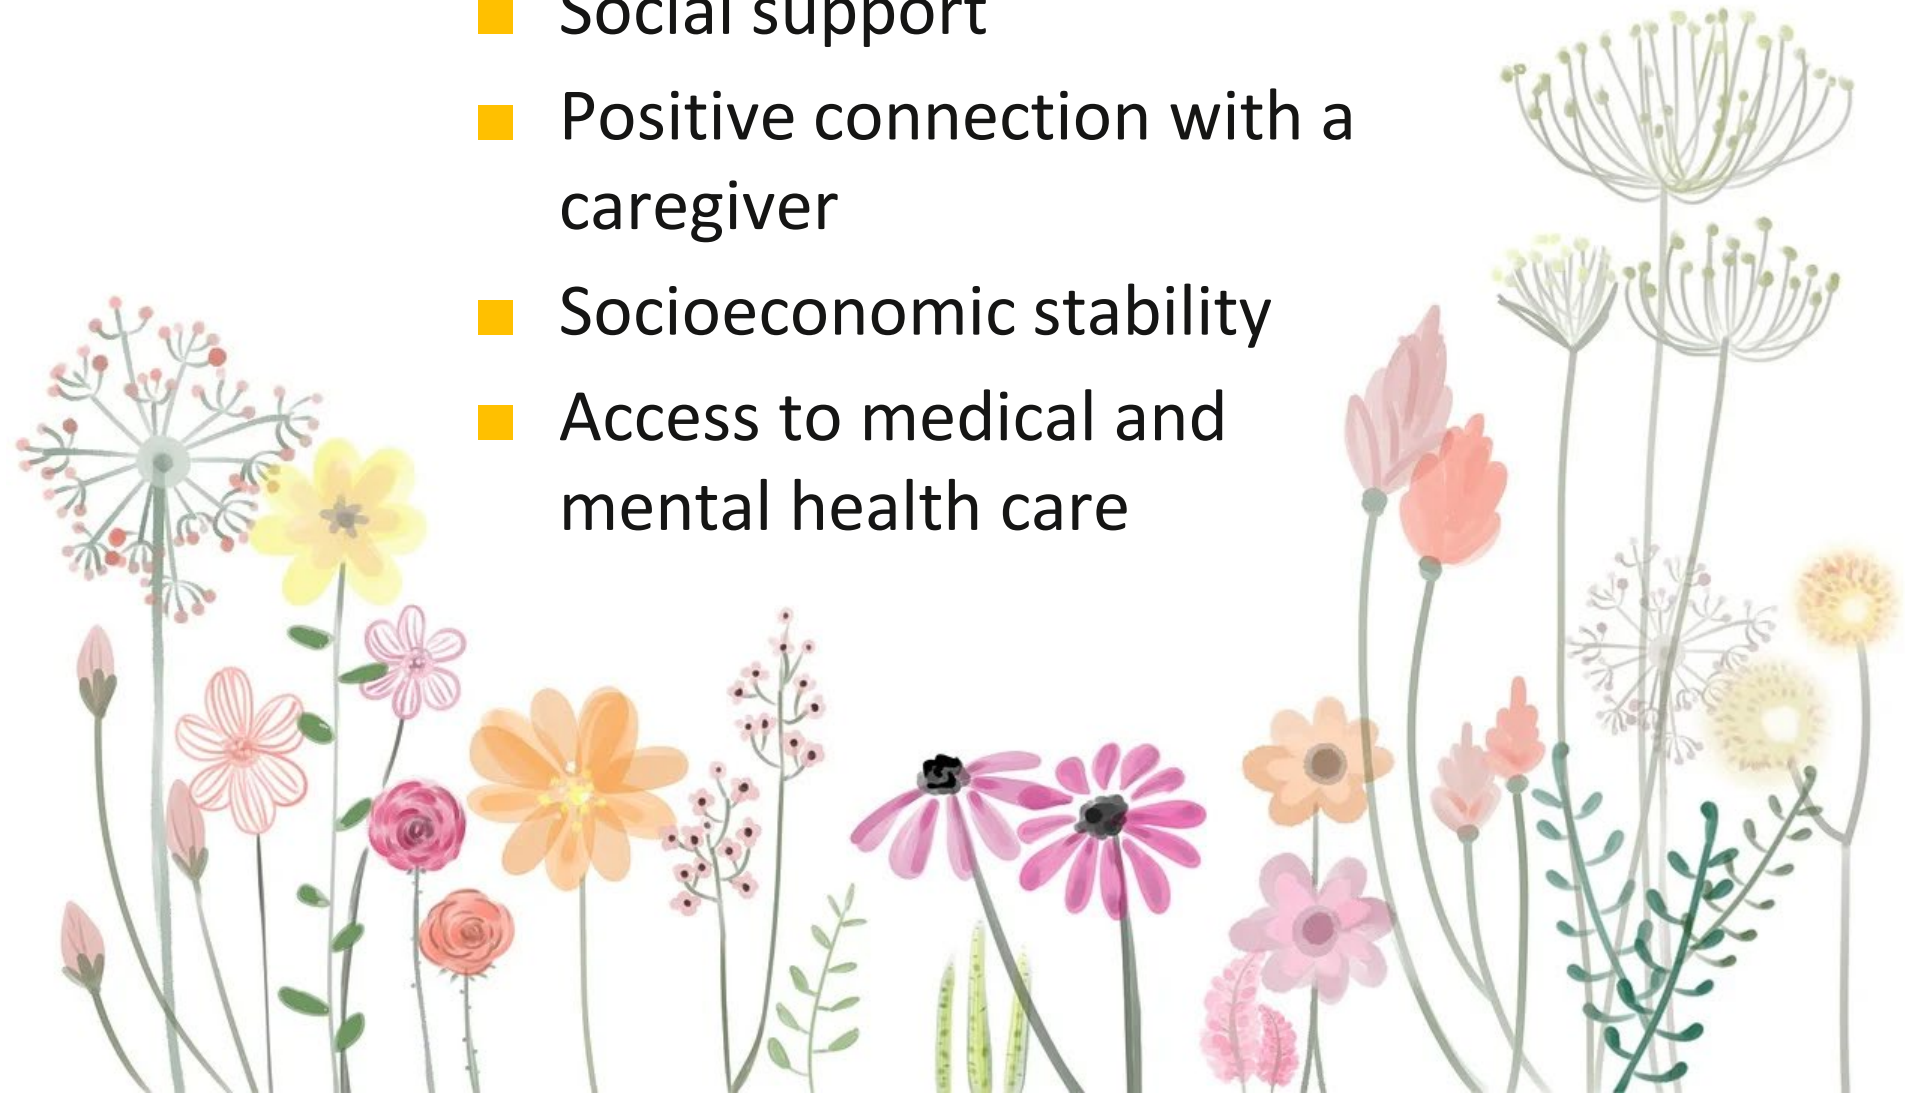 Social support
Positive connection with a
caregiver
Socioeconomic stability
Access to medical and
mental health care